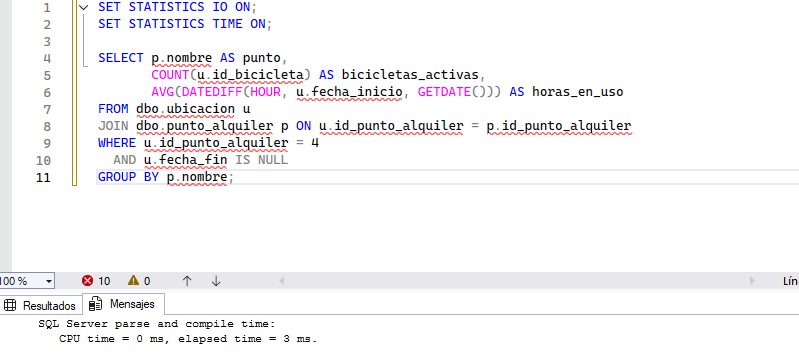 1 SET STATISTICS IO ON;
2 SET STATISTICS TIME ON;
3
4 SELECT p.nombre AS punto,
5 COUNT(u.id_bicicleta) AS bicicletas_activas,
6 AVG(DATEDIFF(HOUR, u.fecha_inicio, GETDATE())) AS horas_en_uso
7 FROM dbo.ubicacion u
8 JOIN dbo.punto_alquiler p ON u.id_punto_alquiler = p.id_punto_alquiler
9 WHERE u.id_punto_alquiler = 4
10 AND u.fecha_fin IS NULL
11 GROUP BY p.nombre;
100 % 10 0 Lín
Resultados Mensajes
SQL Server parse and compile time:
CPU time = 0 ms, elapsed time = 3 ms.